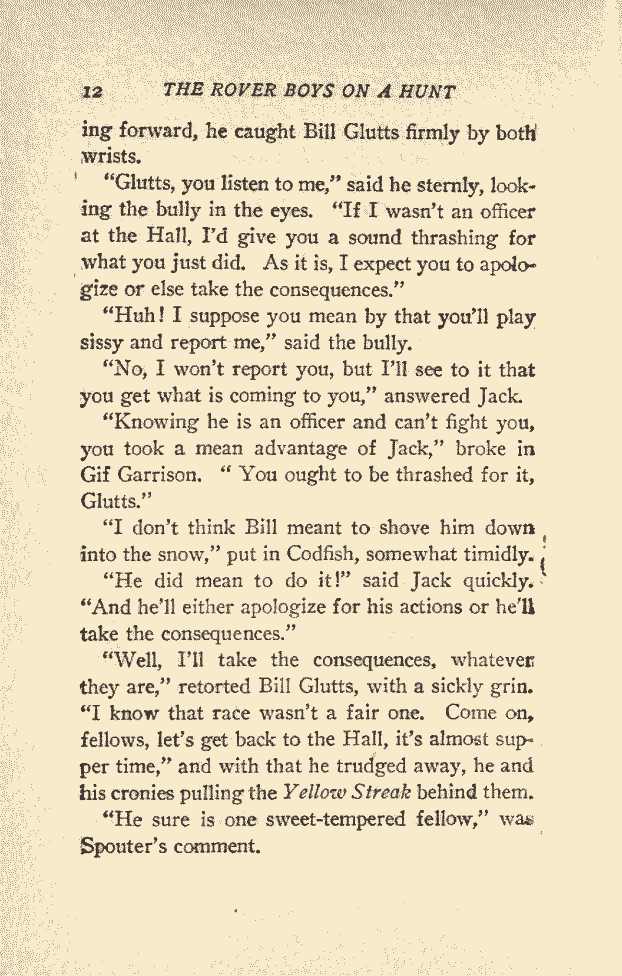 12 THE ROVER BOYS ON A HUNT
ing forward, he caught Bill Glutts firmly by both
wrists.
"Glutts, you listen to me," said he sternly, look-
ing the bully in the eyes. "If I wasn't an officer
at the Hall, I'd give you a sound thrashing for
what you just did. As it is, I expect you to apolo-
gize or else take the consequences."
"Huh! I suppose you mean by that you'll play
sissy and report me," said the bully.
"No, I won't report you, but I'll see to it that
you get what is coming to you," answered Jack.
"Knowing he is an officer and can't fight you,
you took a mean advantage of Jack," broke in
Gif Garrison. " You ought to be thrashed for it,
Glutts."
"I don't think Bill meant to shove him down
into the snow," put in Codfish, somewhat timidly.
"He did mean to do it!" said Jack quickly.
"And he'll either apologize for his actions or he'll
take the consequences."
"Well, I'll take the consequences, whatever
they are," retorted Bill Glutts, with a sickly grin.
"I know that race wasn't a fair one. Come on,
fellows, let's get back to the Hall, it's almost sup-
per time," and with that he trudged away, he and
his cronies pulling the Yellow Streak behind them.
"He sure is one sweet-tempered fellow," was
Spouter's comment.